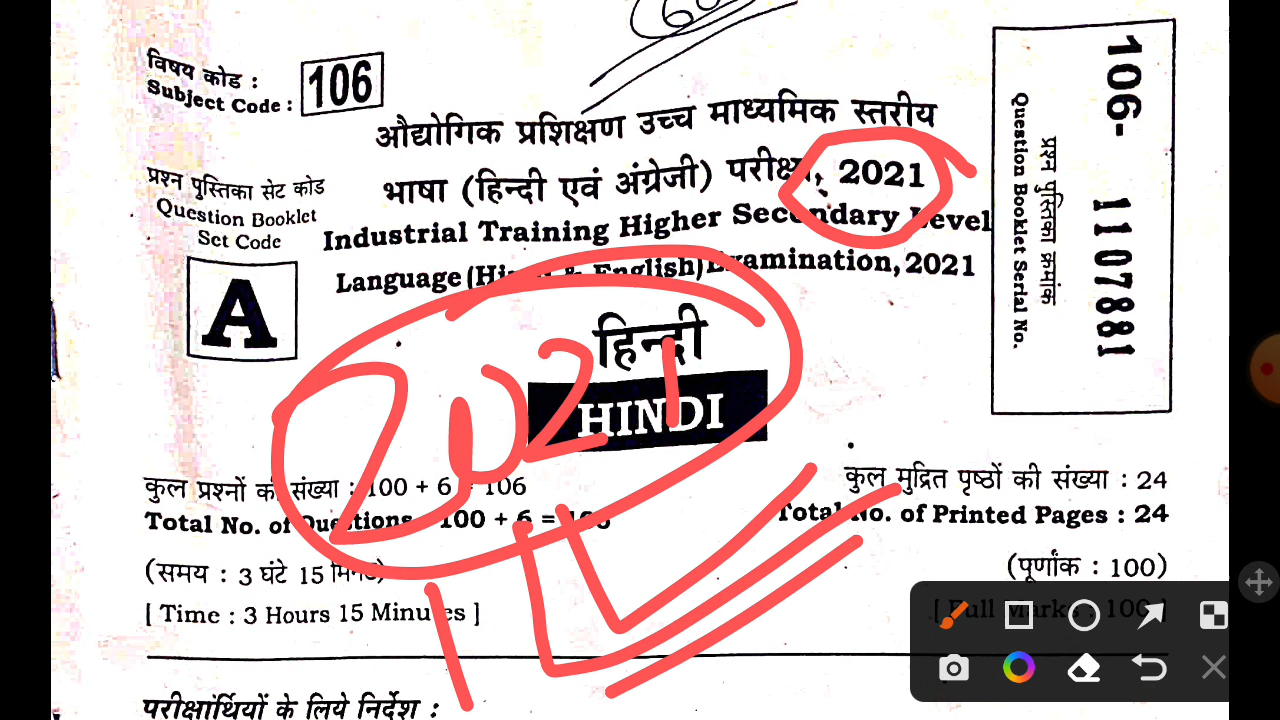 विषय कोड :
Subject Code :
106
औद्योगिक प्रशिक्षण उच्च माध्यमिक स्तरीय
भाषा (हिन्दी एवं अंग्रेजी) परीक्षा, 2021
Industrial Training Higher Secondary Level
Language (Hindi & English) Examination, 2021
प्रश्न पुस्तिका सेट कोड
Question Booklet
Set Code
A
हिन्दी
HINDI
2021
106- 1107881
प्रश्न पुस्तिका क्रमांक
Question Booklet Serial No.
कुल प्रश्नों की संख्या : 100 + 6 = 106
Total No. of Questions : 100 + 6 = 106
कुल मुद्रित पृष्ठों की संख्या : 24
Total No. of Printed Pages : 24
(समय : 3 घंटे 15 मिनट)
[ Time : 3 Hours 15 Minutes ]
(पूर्णांक : 100)
[ Full Marks : 100 ]
परीक्षार्थियों के लिये निर्देश :